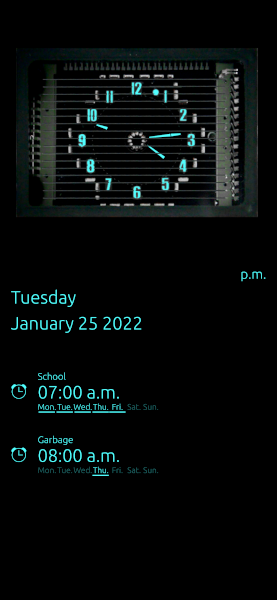 12
11 1
10 2
9 3
8 4
7 5
6
p.m.
Tuesday
January 25 2022
School
07:00 a.m.
Mon. Tue. Wed. Thu. Fri. Sat. Sun.
Garbage
08:00 a.m.
Mon. Tue. Wed. Thu. Fri. Sat. Sun.